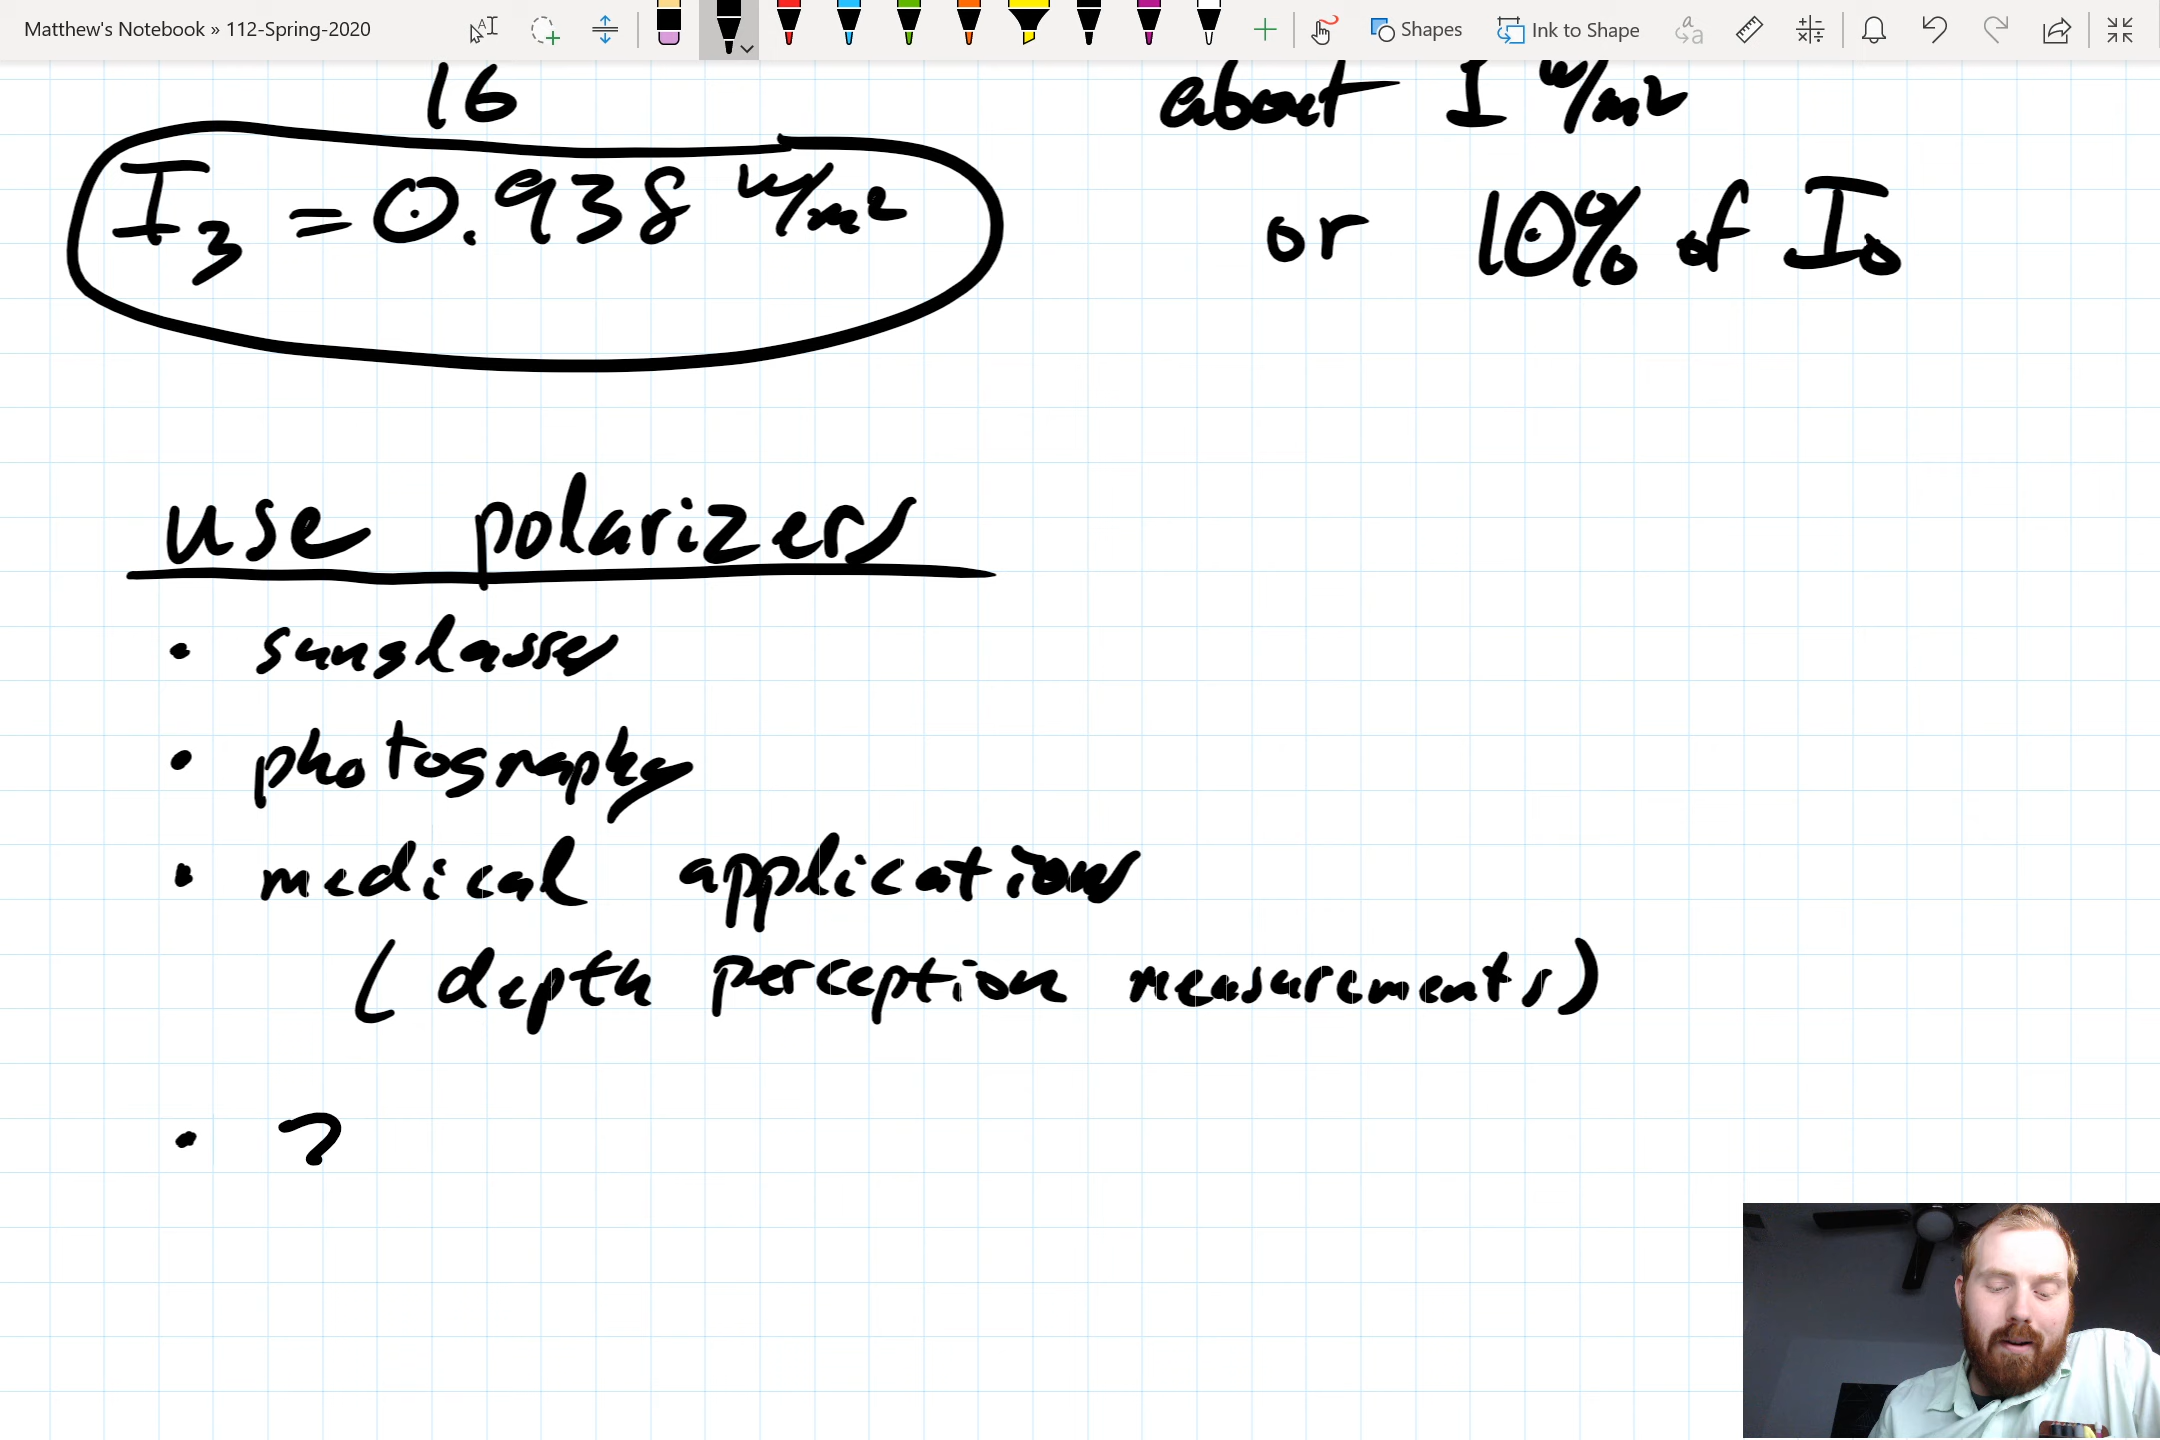 Matthew's Notebook » 112-Spring-2020
Shapes
Ink to Shape
16
about 1 W/m²
I₃ = 0.938 W/m²
or 10% of I₀
use polarizers
• sunglasses
• photography
• medical applications
( depth perception measurements )
• ?